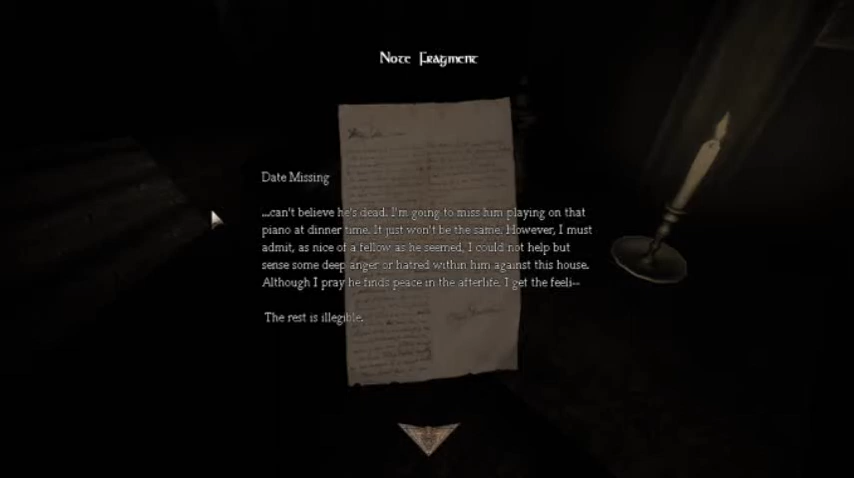 Note Fragment
Date Missing
...can't believe he's dead. I'm going to miss him playing on that
piano at dinner time. It just won't be the same. However, I must
admit, as nice of a fellow as he seemed, I could not help but
sense some deep anger or hatred within him against this house.
Although I pray he finds peace in the afterlife. I get the feeli--
The rest is illegible.